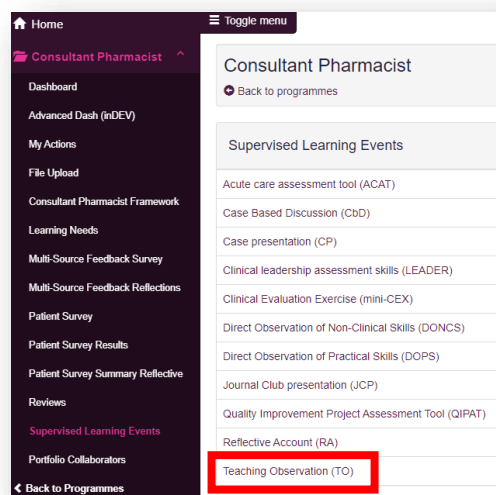 Home
Toggle menu
Consultant Pharmacist
Dashboard
Advanced Dash (inDEV)
My Actions
File Upload
Consultant Pharmacist Framework
Learning Needs
Multi-Source Feedback Survey
Multi-Source Feedback Reflections
Patient Survey
Patient Survey Results
Patient Survey Summary Reflective
Reviews
Supervised Learning Events
Portfolio Collaborators
Back to Programmes
Consultant Pharmacist
Back to programmes
Supervised Learning Events
Acute care assessment tool (ACAT)
Case Based Discussion (CbD)
Case presentation (CP)
Clinical leadership assessment skills (LEADER)
Clinical Evaluation Exercise (mini-CEX)
Direct Observation of Non-Clinical Skills (DONCS)
Direct Observation of Practical Skills (DOPS)
Journal Club presentation (JCP)
Quality Improvement Project Assessment Tool (QIPAT)
Reflective Account (RA)
Teaching Observation (TO)